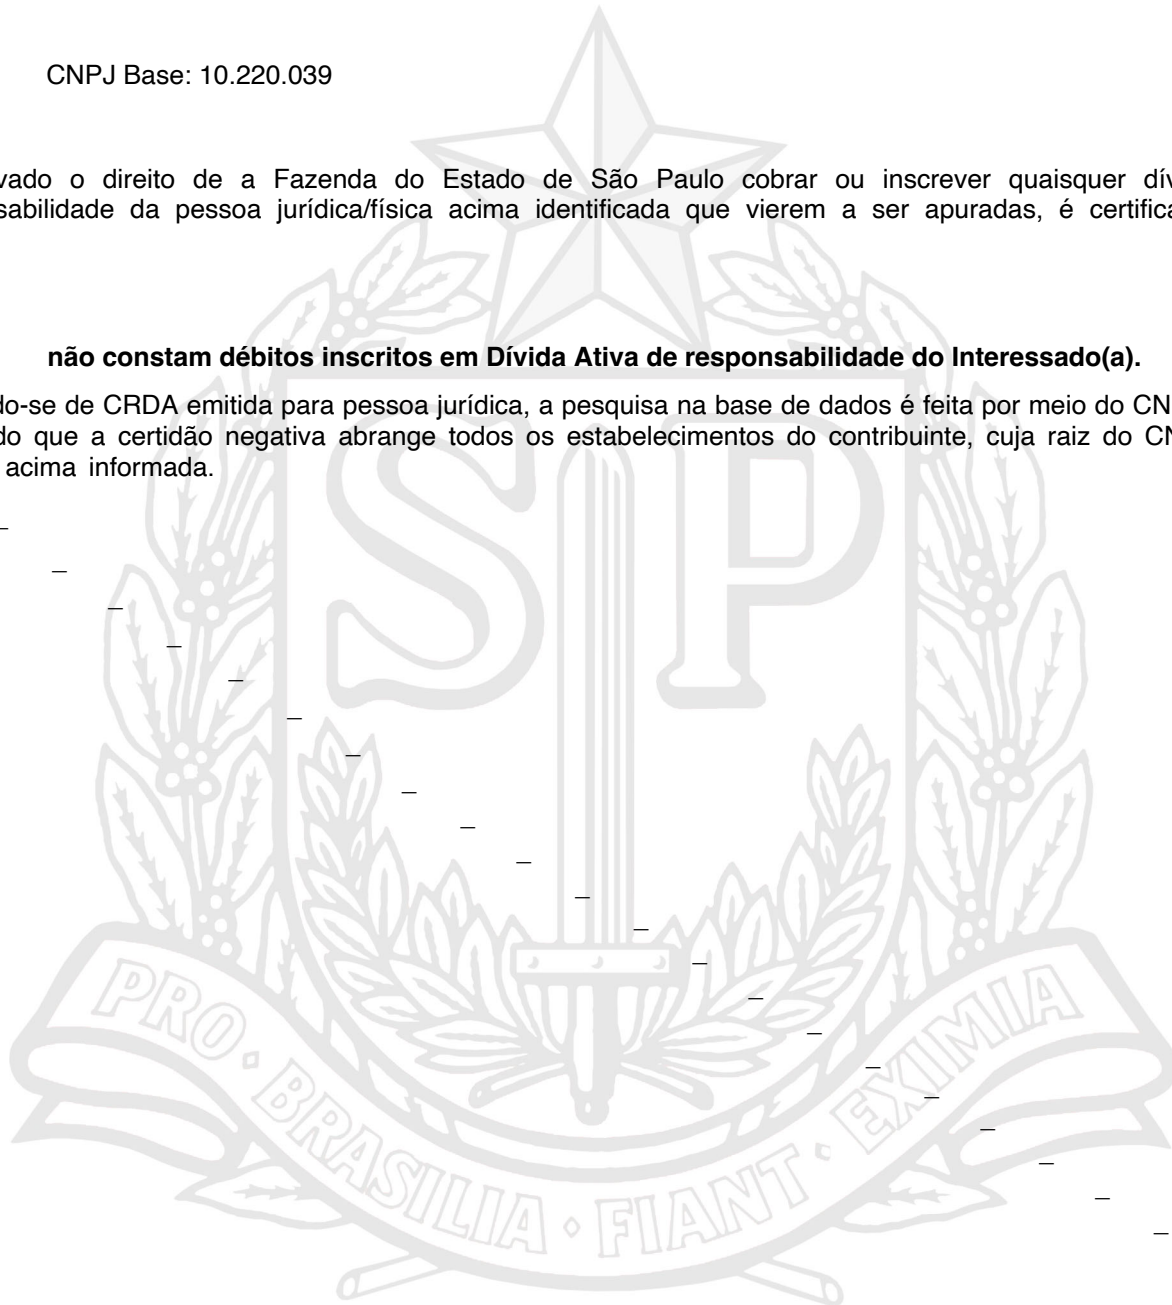 CNPJ Base: 10.220.039
vado o direito de a Fazenda do Estado de São Paulo cobrar ou inscrever quaisquer dív
sabilidade da pessoa jurídica/física acima identificada que vierem a ser apuradas, é certifica
não constam débitos inscritos em Dívida Ativa de responsabilidade do Interessado(a).
do-se de CRDA emitida para pessoa jurídica, a pesquisa na base de dados é feita por meio do CN
do que a certidão negativa abrange todos os estabelecimentos do contribuinte, cuja raiz do CN
acima informada.
SP
PRO · BRASILIA · FIANT · EXIMIA